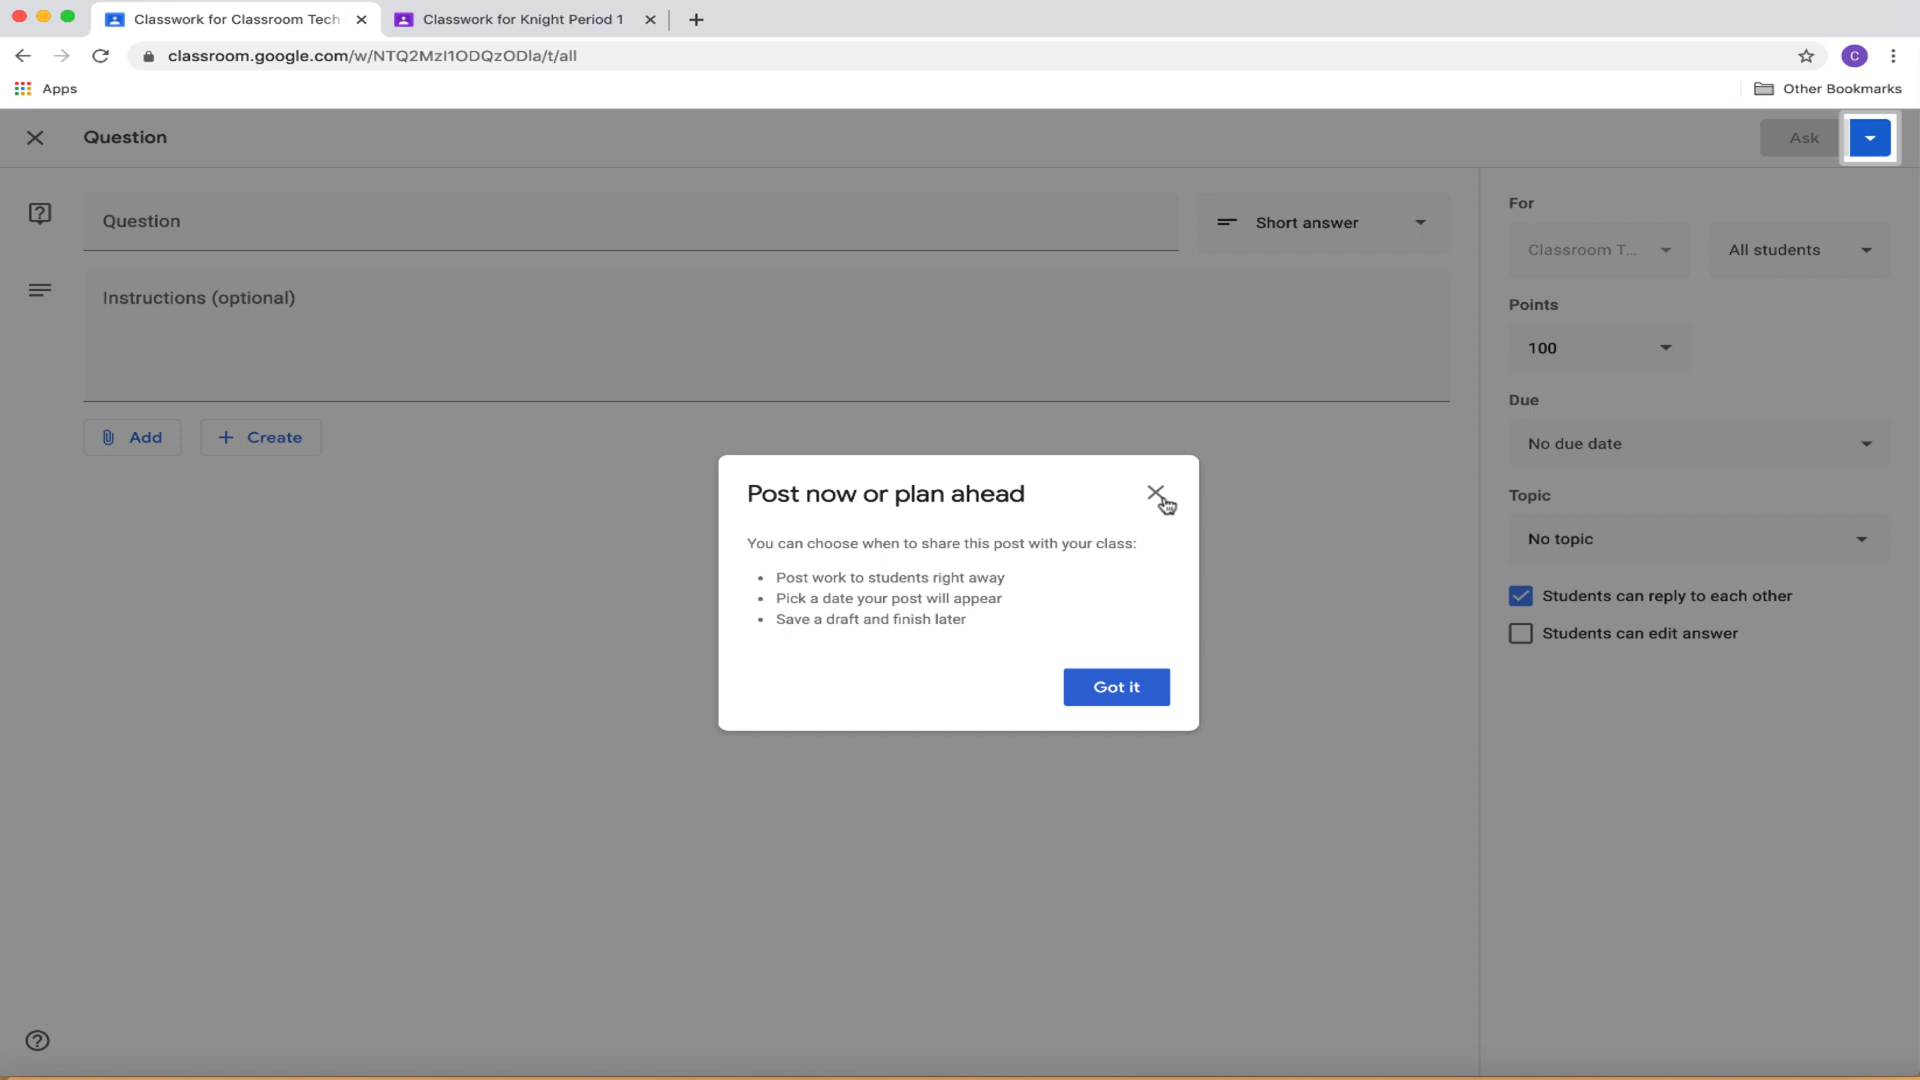 Classwork for Classroom Tech
Classwork for Knight Period 1
classroom.google.com/w/NTQ2MzI1ODQzODla/t/all
C
Apps
Other Bookmarks
Question
Ask
Question
Short answer
Instructions (optional)
Add
Create
For
Classroom T...
All students
Points
100
Due
No due date
Topic
No topic
Students can reply to each other
Students can edit answer
Post now or plan ahead
You can choose when to share this post with your class:
• Post work to students right away
• Pick a date your post will appear
• Save a draft and finish later
Got it